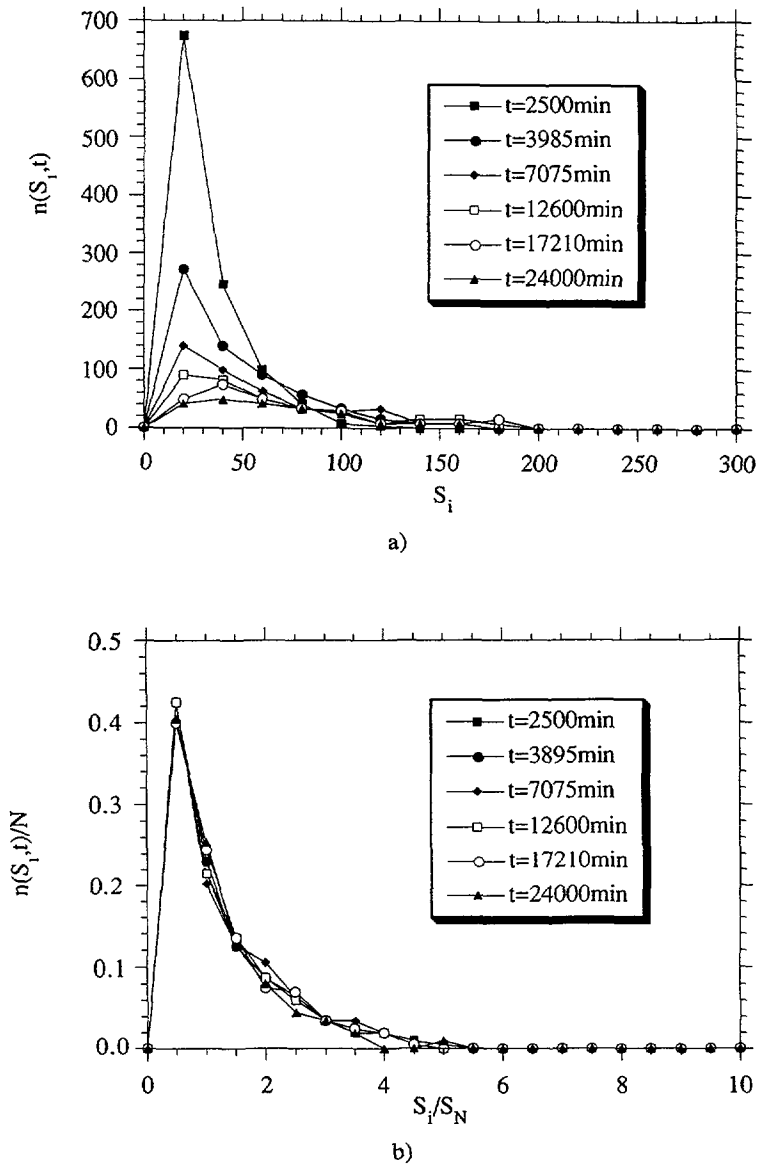 700
600
500
400
300
200
100
0
n(S_i,t)
t=2500min
t=3985min
t=7075min
t=12600min
t=17210min
t=24000min
0 50 100 150 200 250 300
S_i
a)
0.5
0.4
0.3
0.2
0.1
0.0
n(S_i,t)/N
t=2500min
t=3895min
t=7075min
t=12600min
t=17210min
t=24000min
0 2 4 6 8 10
S_i/S_N
b)